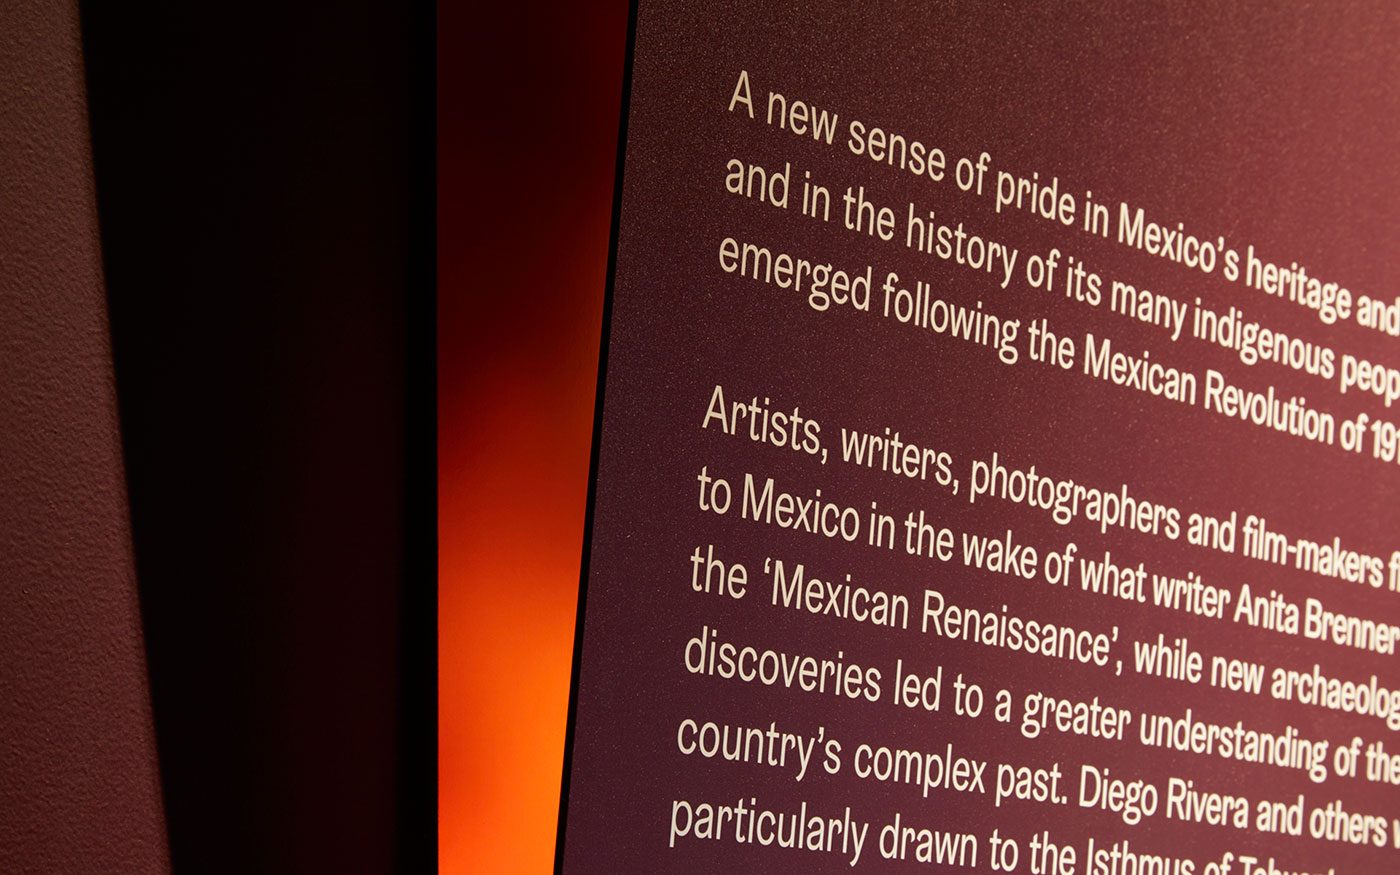 A new sense of pride in Mexico’s heritage and
and in the history of its many indigenous
emerged following the Mexican Revolution of
Artists, writers, photographers and film-makers
to Mexico in the wake of what writer Anita Brenner
the ‘Mexican Renaissance’, while new
discoveries led to a greater understanding of the
country’s complex past. Diego Rivera and others
particularly drawn to the Isthmus of